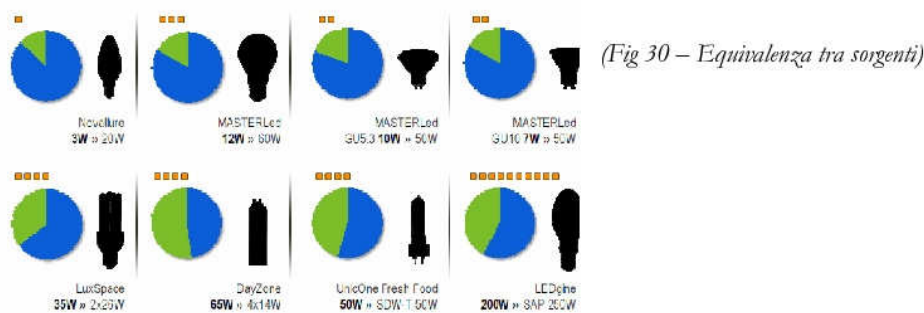 (Fig 30 – Equivalenza tra sorgenti)
Novallure
3W » 20W
MASTERLed
12W » 60W
MASTERLed
GU5.3 10W » 50W
MASTERLed
GU10 7W » 50W
LuxSpace
35W » 2x26W
DayZone
65W » 4x14W
UnicOne Fresh Food
50W » SDW-T 50W
LEDgine
200W » SAP 250W